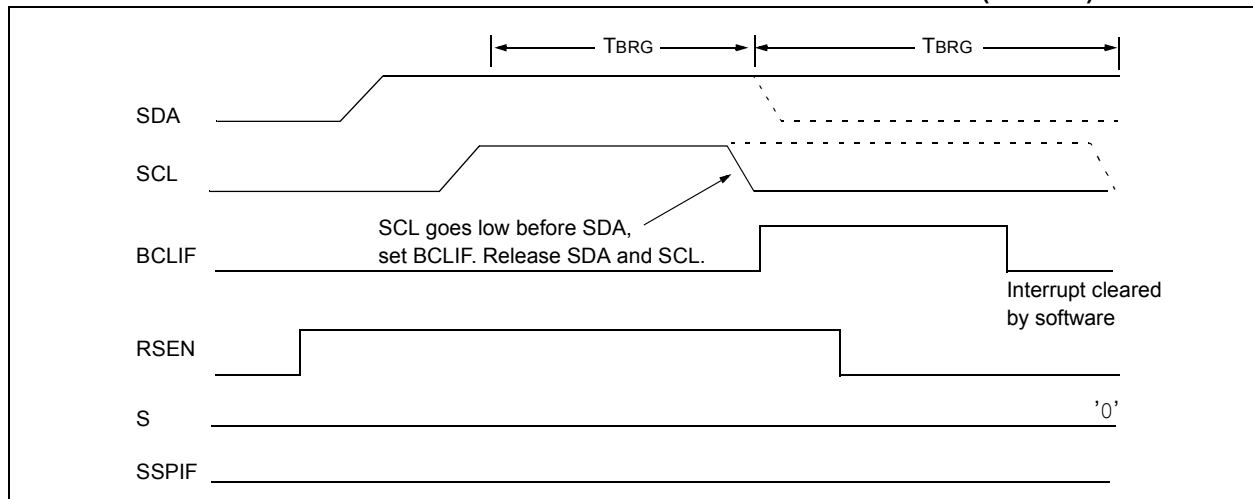 TBRG TBRG
SDA
SCL
SCL goes low before SDA,
set BCLIF. Release SDA and SCL.
BCLIF
Interrupt cleared
by software
RSEN
S
'0'
SSPIF